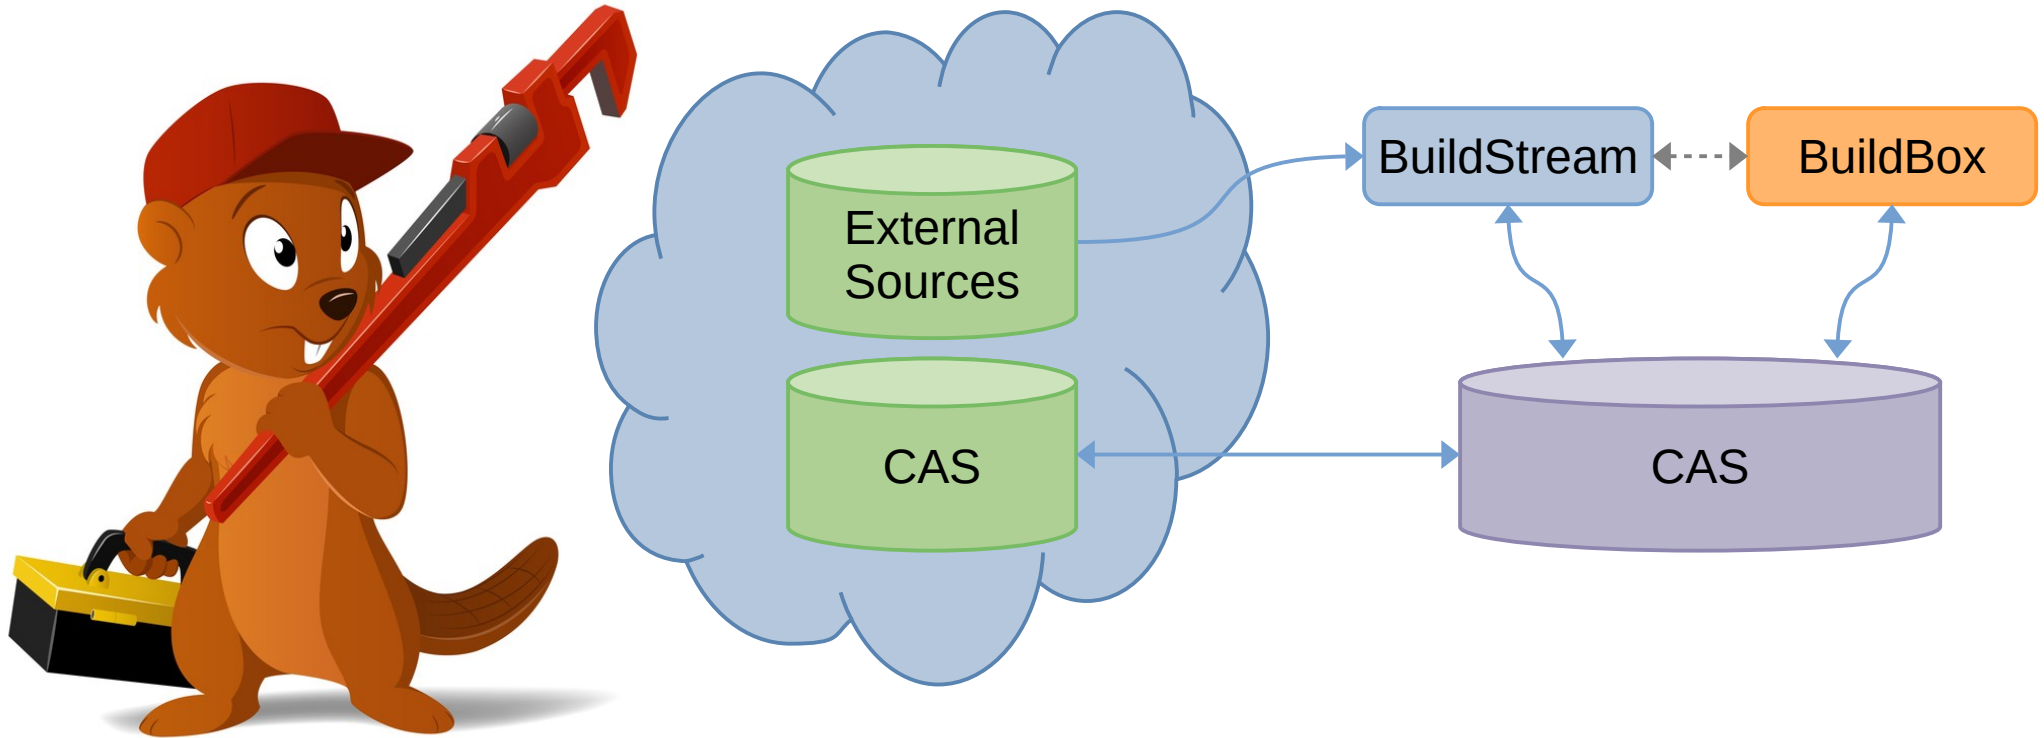 External
Sources
CAS
BuildStream
BuildBox
CAS